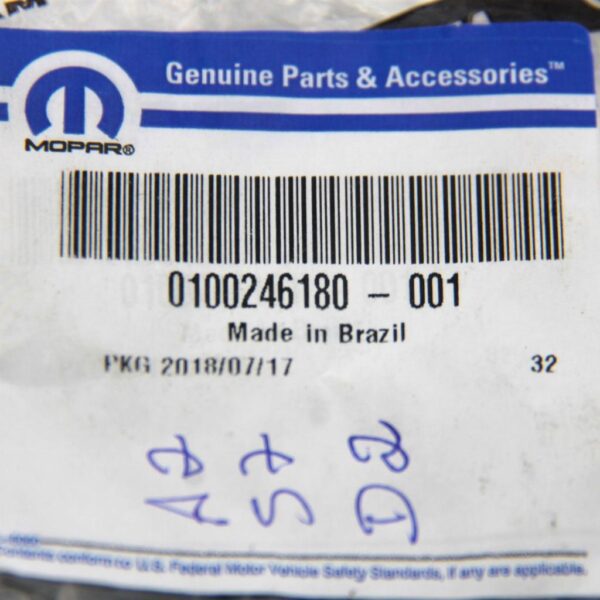 Genuine Parts & Accessories™
MOPAR®
0100246180 - 001
Made in Brazil
PKG 2018/07/17 32
contents conform to U.S. Federal Motor Vehicle Safety Standards, if any are applicable.